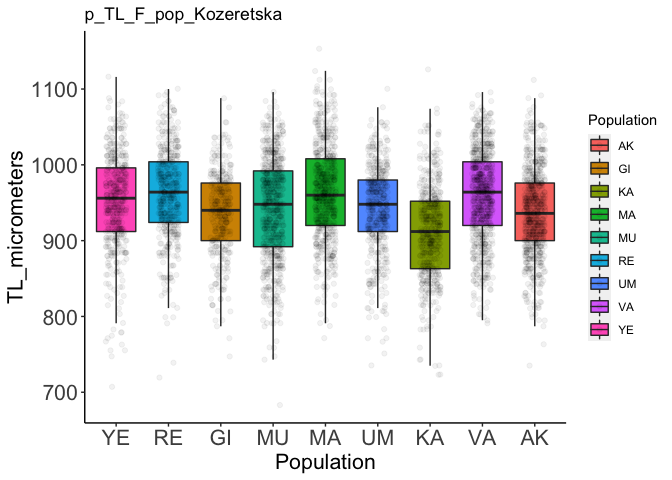 p_TL_F_pop_Kozeretska
TL_micrometers
1100
1000
900
800
700
YE RE GI MU MA UM KA VA AK
Population
Population
AK
GI
KA
MA
MU
RE
UM
VA
YE